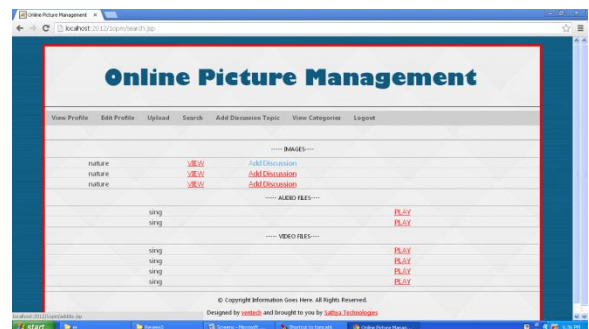 Online Picture Management
localhost:2012/1opm/search.jsp
Online Picture Management
View Profile Edit Profile Upload Search Add Discussion Topic View Categories Logout
----- IMAGES----
nature VIEW Add Discussion
nature VIEW Add Discussion
nature VIEW Add Discussion
----- AUDIO FILES----
sing PLAY
sing PLAY
----- VIDEO FILES----
sing PLAY
sing PLAY
sing PLAY
sing PLAY
© Copyright Information Goes Here. All Rights Reserved.
Designed by ventech and brought to you by Sathya Technologies
start Online Picture Manag...